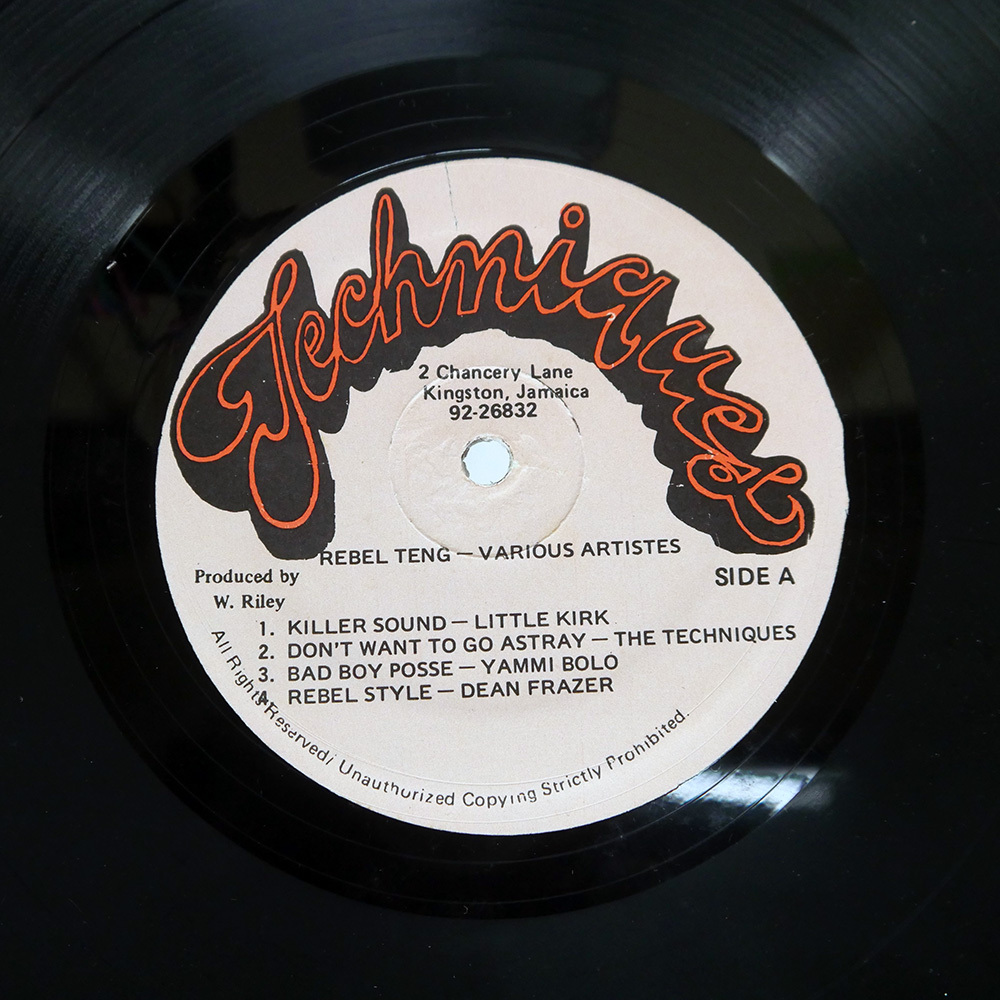 Techniques
2 Chancery Lane
Kingston, Jamaica
92-26832
REBEL TENG — VARIOUS ARTISTES
Produced by
W. Riley
SIDE A
1. KILLER SOUND — LITTLE KIRK
2. DON'T WANT TO GO ASTRAY — THE TECHNIQUES
3. BAD BOY POSSE — YAMMI BOLO
4. REBEL STYLE — DEAN FRAZER
All Rights Reserved/ Unauthorized Copying Strictly Prohibited.